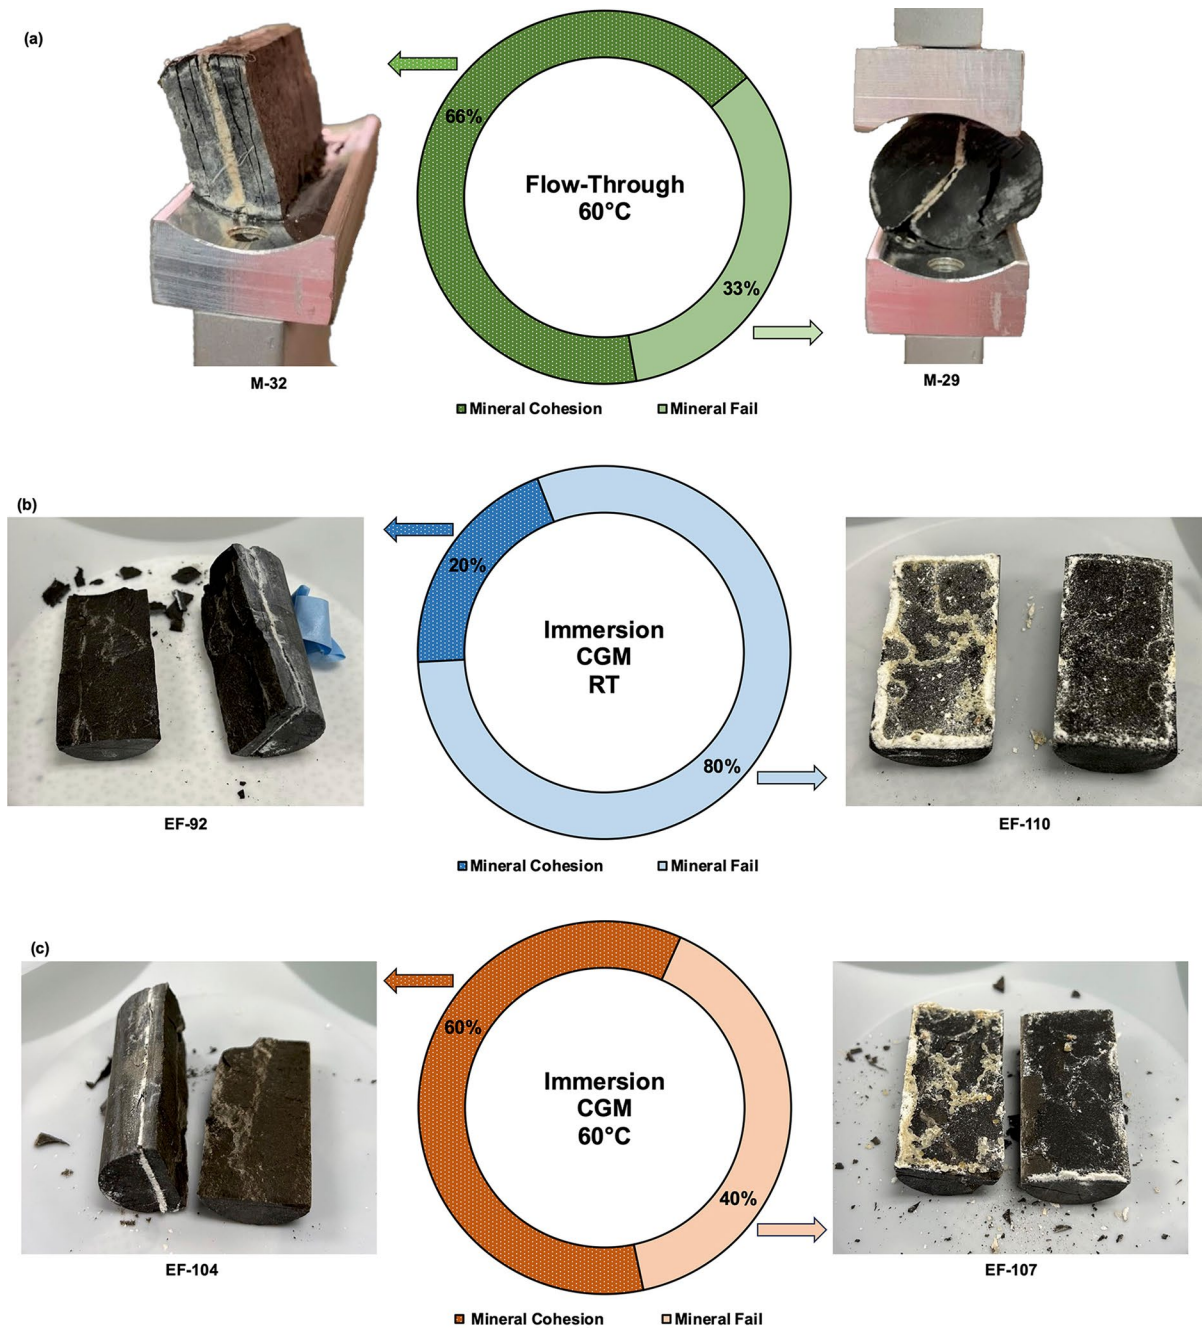 (a)
66%
Flow-Through
60°C
33%
M-32
M-29
Mineral Cohesion
Mineral Fail
(b)
20%
Immersion
CGM
RT
80%
EF-92
EF-110
Mineral Cohesion
Mineral Fail
(c)
60%
Immersion
CGM
60°C
40%
EF-104
EF-107
Mineral Cohesion
Mineral Fail